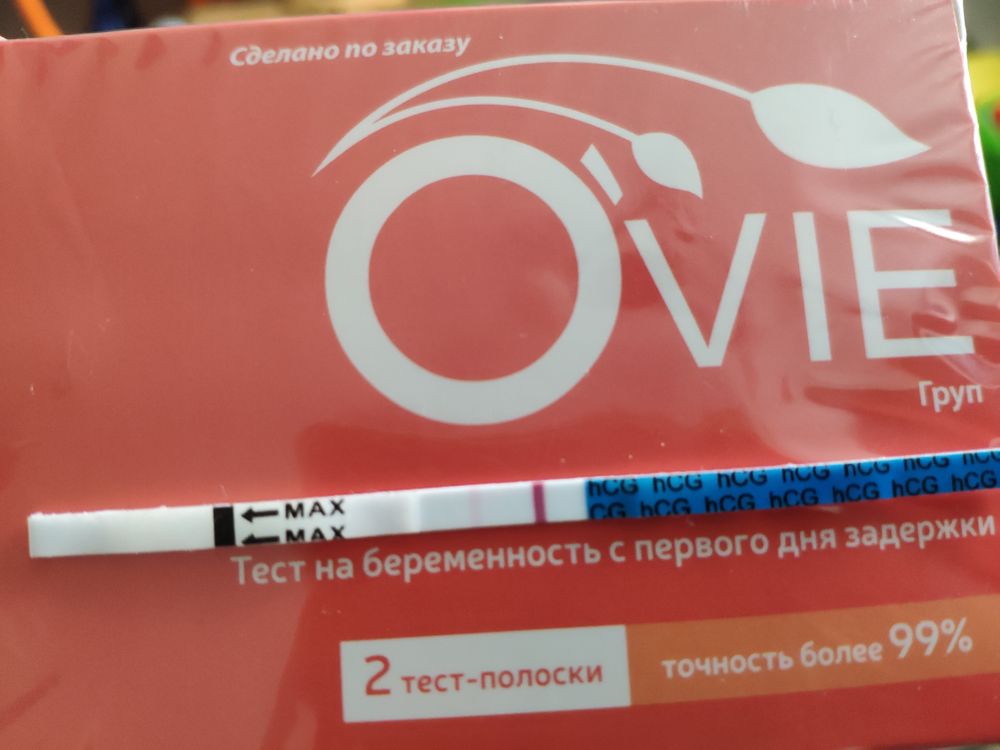 Сделано по заказу
O'VIE
Груп
hCG hCG hCG hCG hCG hCG hCG
CG hCG hCG hCG hCG hCG hCG
MAX
MAX
Тест на беременность с первого дня задержки
2 тест-полоски
точность более 99%